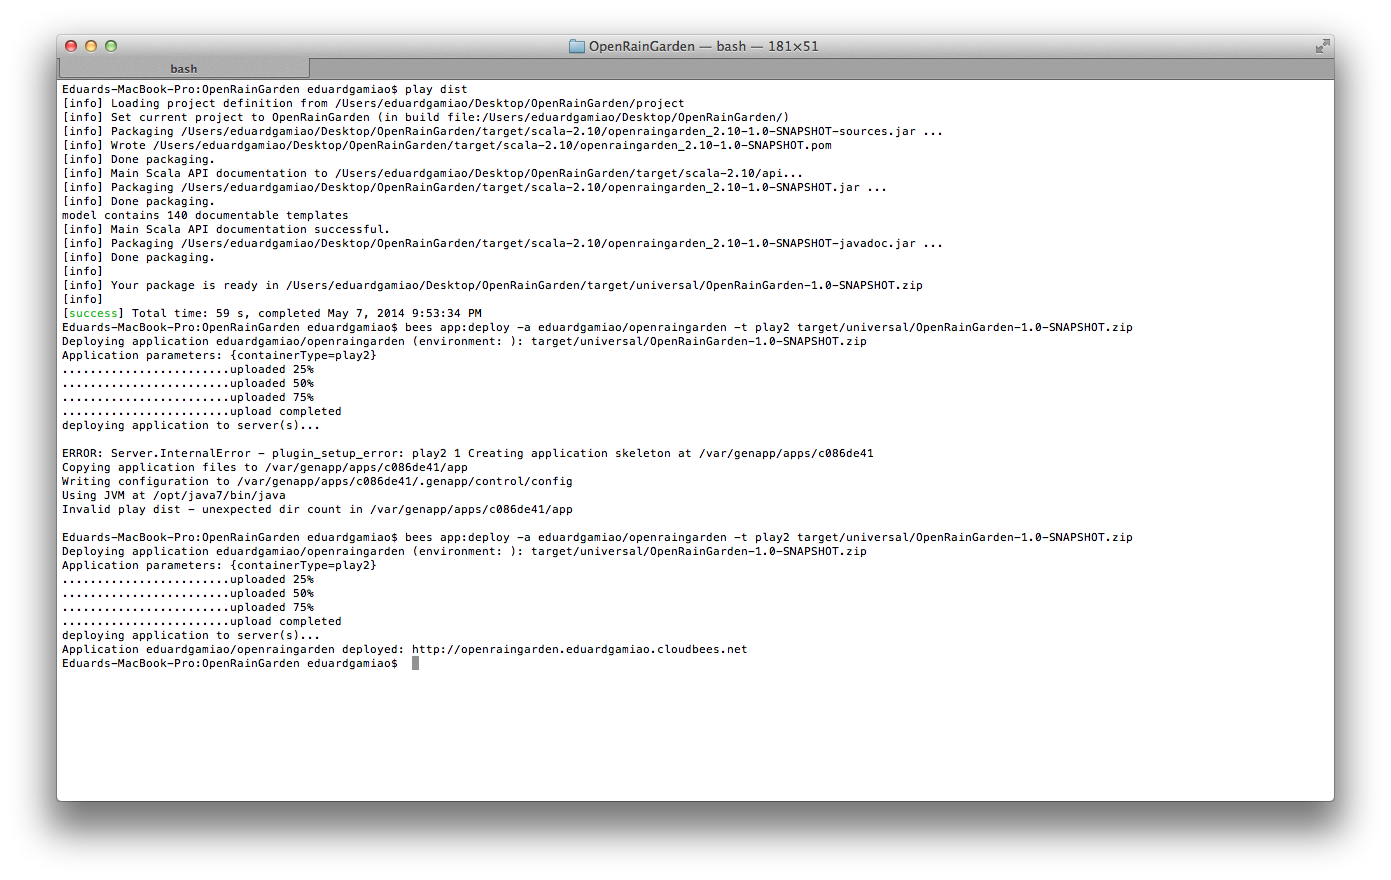 OpenRainGarden — bash — 181×51
bash
Eduards-MacBook-Pro:OpenRainGarden eduardgamiao$ play dist
[info] Loading project definition from /Users/eduardgamiao/Desktop/OpenRainGarden/project
[info] Set current project to OpenRainGarden (in build file:/Users/eduardgamiao/Desktop/OpenRainGarden/)
[info] Packaging /Users/eduardgamiao/Desktop/OpenRainGarden/target/scala-2.10/openraingarden_2.10-1.0-SNAPSHOT-sources.jar ...
[info] Wrote /Users/eduardgamiao/Desktop/OpenRainGarden/target/scala-2.10/openraingarden_2.10-1.0-SNAPSHOT.pom
[info] Done packaging.
[info] Main Scala API documentation to /Users/eduardgamiao/Desktop/OpenRainGarden/target/scala-2.10/api...
[info] Packaging /Users/eduardgamiao/Desktop/OpenRainGarden/target/scala-2.10/openraingarden_2.10-1.0-SNAPSHOT.jar ...
[info] Done packaging.
model contains 140 documentable templates
[info] Main Scala API documentation successful.
[info] Packaging /Users/eduardgamiao/Desktop/OpenRainGarden/target/scala-2.10/openraingarden_2.10-1.0-SNAPSHOT-javadoc.jar ...
[info] Done packaging.
[info]
[info] Your package is ready in /Users/eduardgamiao/Desktop/OpenRainGarden/target/universal/OpenRainGarden-1.0-SNAPSHOT.zip
[info]
[success] Total time: 59 s, completed May 7, 2014 9:53:34 PM
Eduards-MacBook-Pro:OpenRainGarden eduardgamiao$ bees app:deploy -a eduardgamiao/openraingarden -t play2 target/universal/OpenRainGarden-1.0-SNAPSHOT.zip
Deploying application eduardgamiao/openraingarden (environment: ): target/universal/OpenRainGarden-1.0-SNAPSHOT.zip
Application parameters: {containerType=play2}
........................uploaded 25%
........................uploaded 50%
........................uploaded 75%
........................upload completed
deploying application to server(s)...
ERROR: Server.InternalError - plugin_setup_error: play2 1 Creating application skeleton at /var/genapp/apps/c086de41
Copying application files to /var/genapp/apps/c086de41/app
Writing configuration to /var/genapp/apps/c086de41/.genapp/control/config
Using JVM at /opt/java7/bin/java
Invalid play dist - unexpected dir count in /var/genapp/apps/c086de41/app
Eduards-MacBook-Pro:OpenRainGarden eduardgamiao$ bees app:deploy -a eduardgamiao/openraingarden -t play2 target/universal/OpenRainGarden-1.0-SNAPSHOT.zip
Deploying application eduardgamiao/openraingarden (environment: ): target/universal/OpenRainGarden-1.0-SNAPSHOT.zip
Application parameters: {containerType=play2}
........................uploaded 25%
........................uploaded 50%
........................uploaded 75%
........................upload completed
deploying application to server(s)...
Application eduardgamiao/openraingarden deployed: http://openraingarden.eduardgamiao.cloudbees.net
Eduards-MacBook-Pro:OpenRainGarden eduardgamiao$